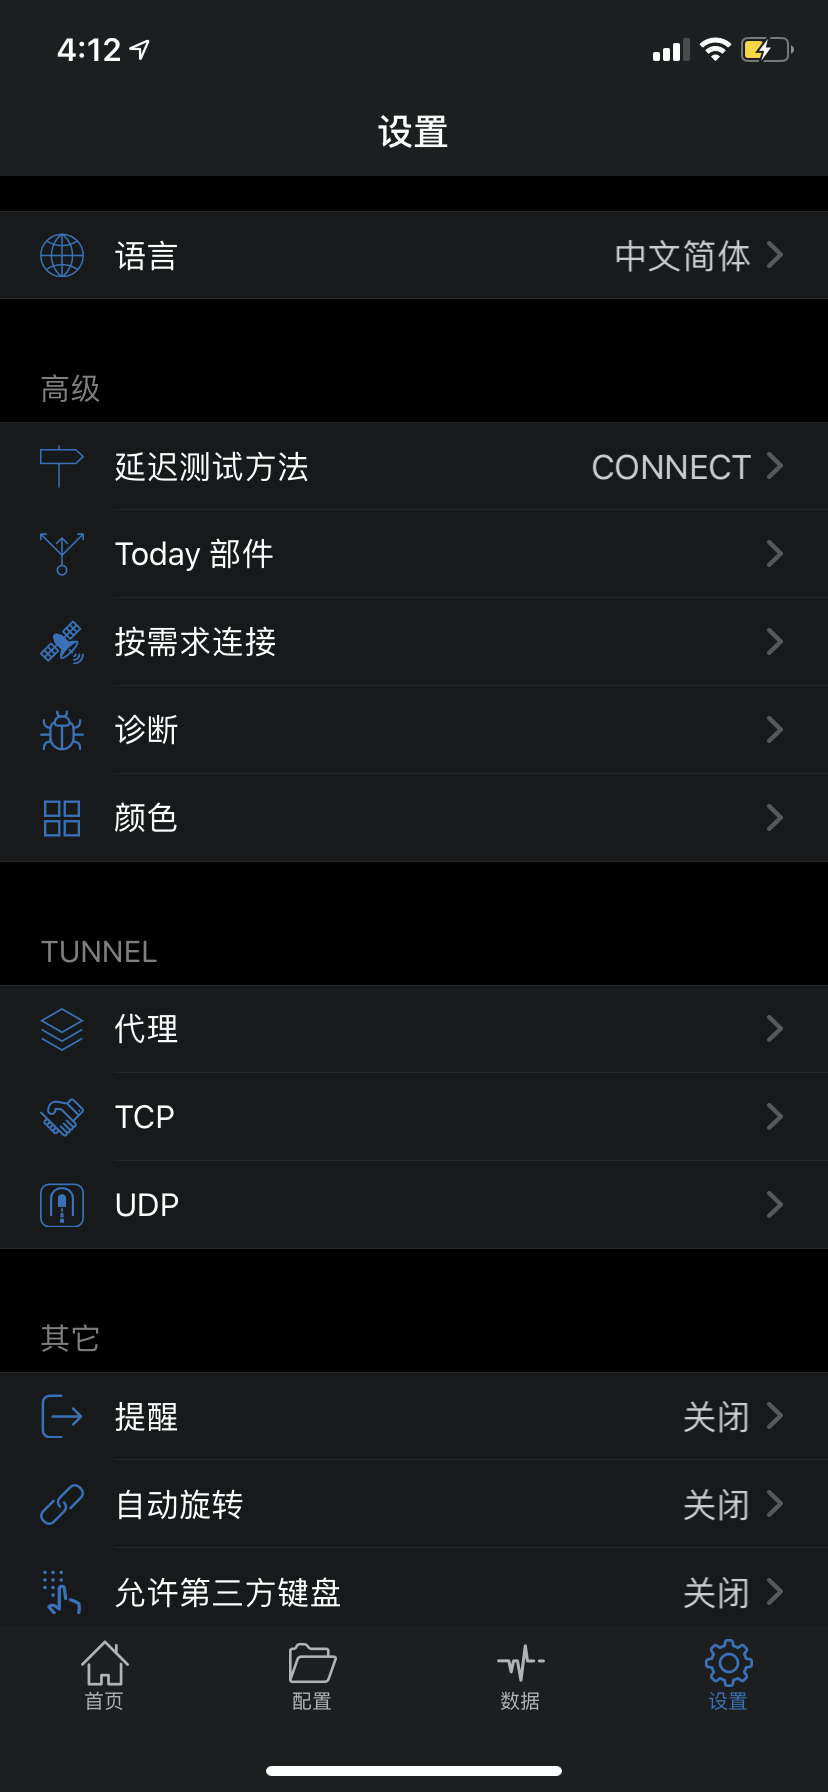 4:12
设置
语言
中文简体
高级
延迟测试方法
CONNECT
Today 部件
按需求连接
诊断
颜色
TUNNEL
代理
TCP
UDP
其它
提醒
关闭
自动旋转
关闭
允许第三方键盘
关闭
首页
配置
数据
设置